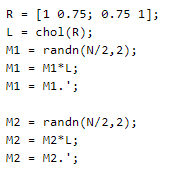 R = [1 0.75; 0.75 1];
L = chol(R);
M1 = randn(N/2,2);
M1 = M1*L;
M1 = M1.';
M2 = randn(N/2,2);
M2 = M2*L;
M2 = M2.';